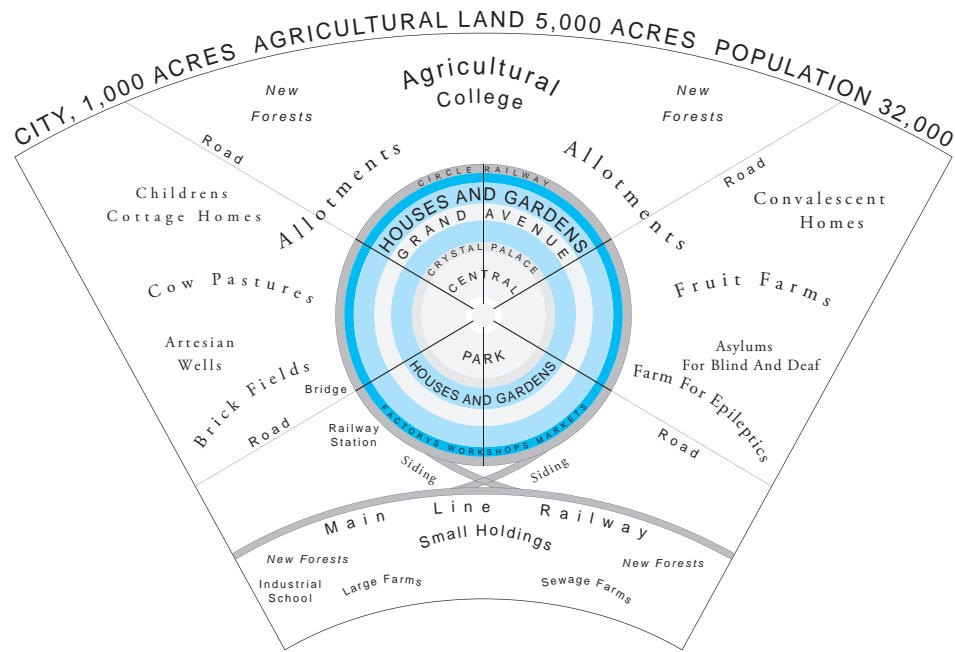 CITY, 1,000 ACRES AGRICULTURAL LAND 5,000 ACRES POPULATION 32,000
New
Forests
Agricultural
College
New
Forests
Road
Allotments
Allotments
Road
Childrens
Cottage Homes
Convalescent
Homes
CIRCLE RAILWAY
HOUSES AND GARDENS
GRAND AVENUE
CRYSTAL PALACE
CENTRAL
PARK
HOUSES AND GARDENS
FACTORYS WORKSHOPS MARKETS
Cow Pastures
Fruit Farms
Artesian
Wells
Asylums
For Blind And Deaf
Brick Fields
Bridge
Farm For Epileptics
Road
Railway
Station
Road
Siding
Siding
Main Line Railway
Small Holdings
New Forests
New Forests
Industrial
School
Large Farms
Sewage Farms